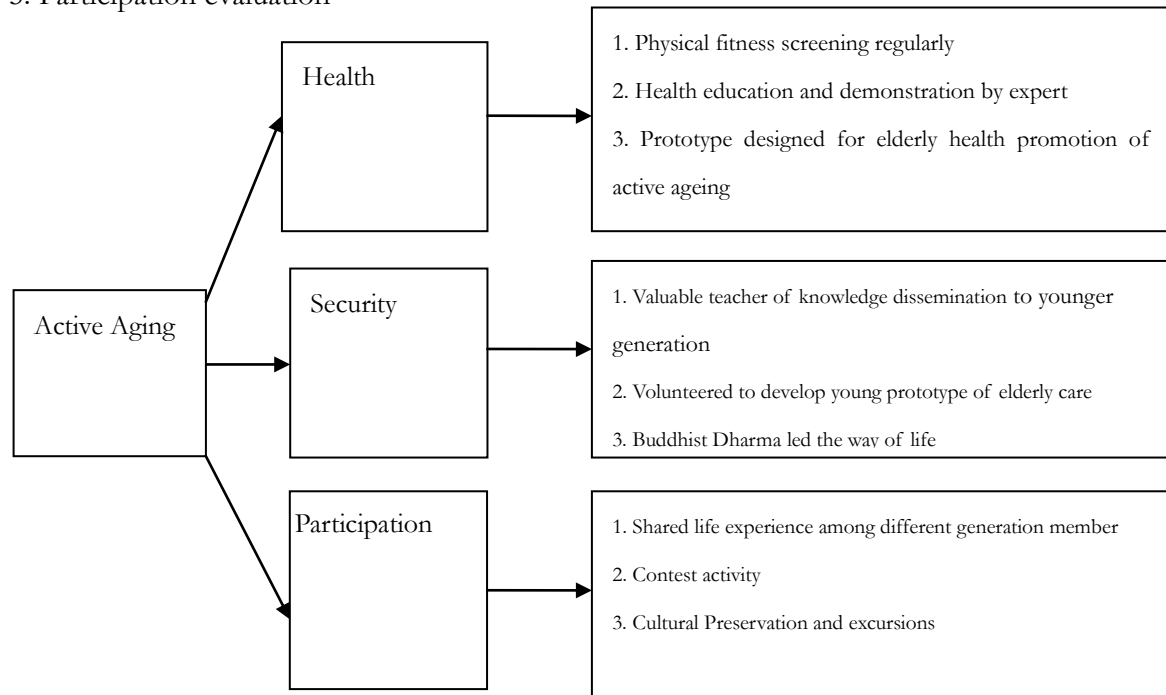 3. Participation evaluation
Health
1. Physical fitness screening regularly
2. Health education and demonstration by expert
3. Prototype designed for elderly health promotion of
active ageing
Active Aging
Security
1. Valuable teacher of knowledge dissemination to younger
generation
2. Volunteered to develop young prototype of elderly care
3. Buddhist Dharma led the way of life
Participation
1. Shared life experience among different generation member
2. Contest activity
3. Cultural Preservation and excursions